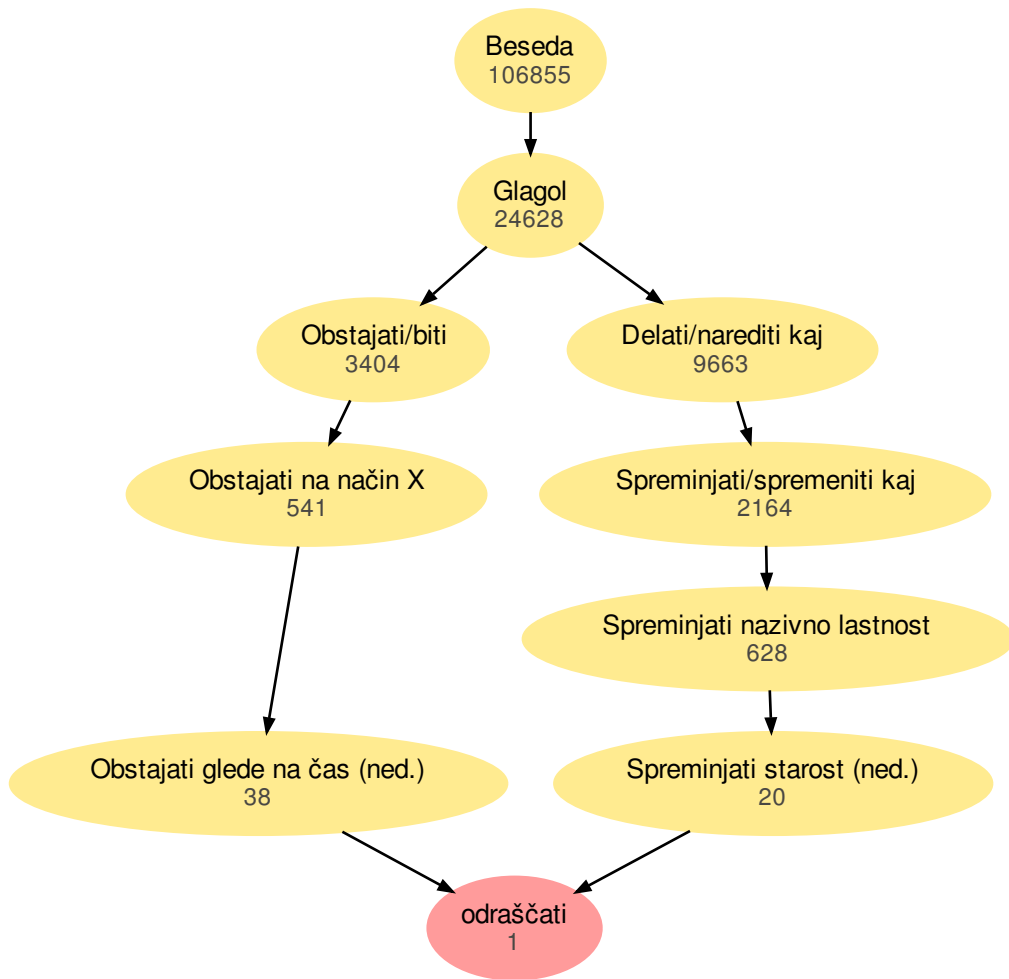 Beseda
106855
Glagol
24628
Obstajati/biti
3404
Delati/narediti kaj
9663
Obstajati na način X
541
Spreminjati/spremeniti kaj
2164
Spreminjati nazivno lastnost
628
Obstajati glede na čas (ned.)
38
Spreminjati starost (ned.)
20
odraščati
1